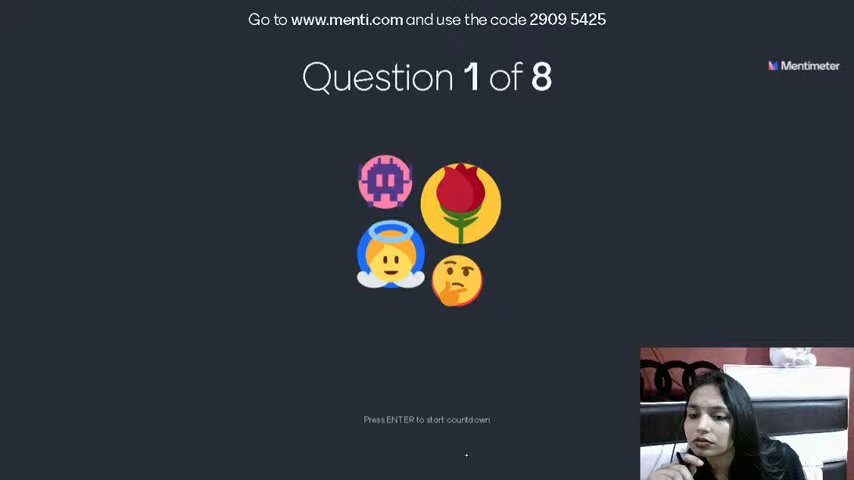 Go to www.menti.com and use the code 2909 5425
Mentimeter
Question 1 of 8
Press ENTER to start countdown